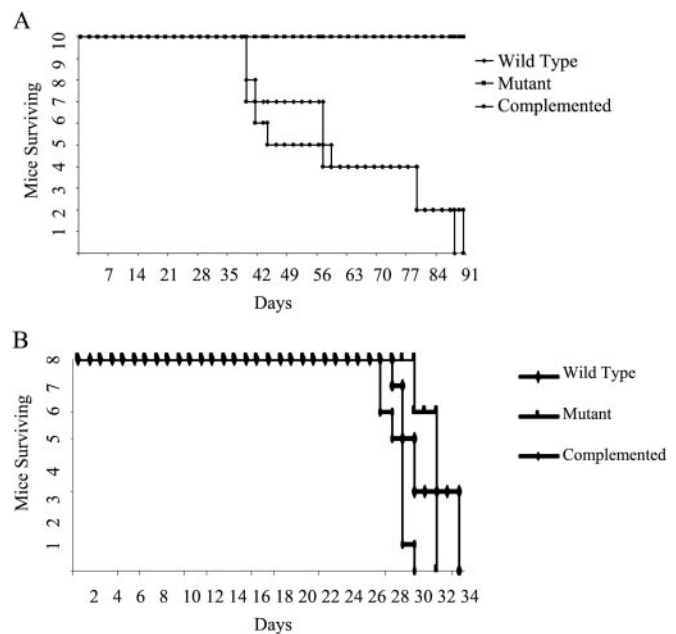 A
10
9
8
7
6
5
4
3
2
1
Mice Surviving
7 14 21 28 35 42 49 56 63 70 77 84 91
Days
Wild Type
Mutant
Complemented
B
8
7
6
5
4
3
2
1
Mice Surviving
2 4 6 8 10 12 14 16 18 20 22 24 26 28 30 32 34
Days
Wild Type
Mutant
Complemented